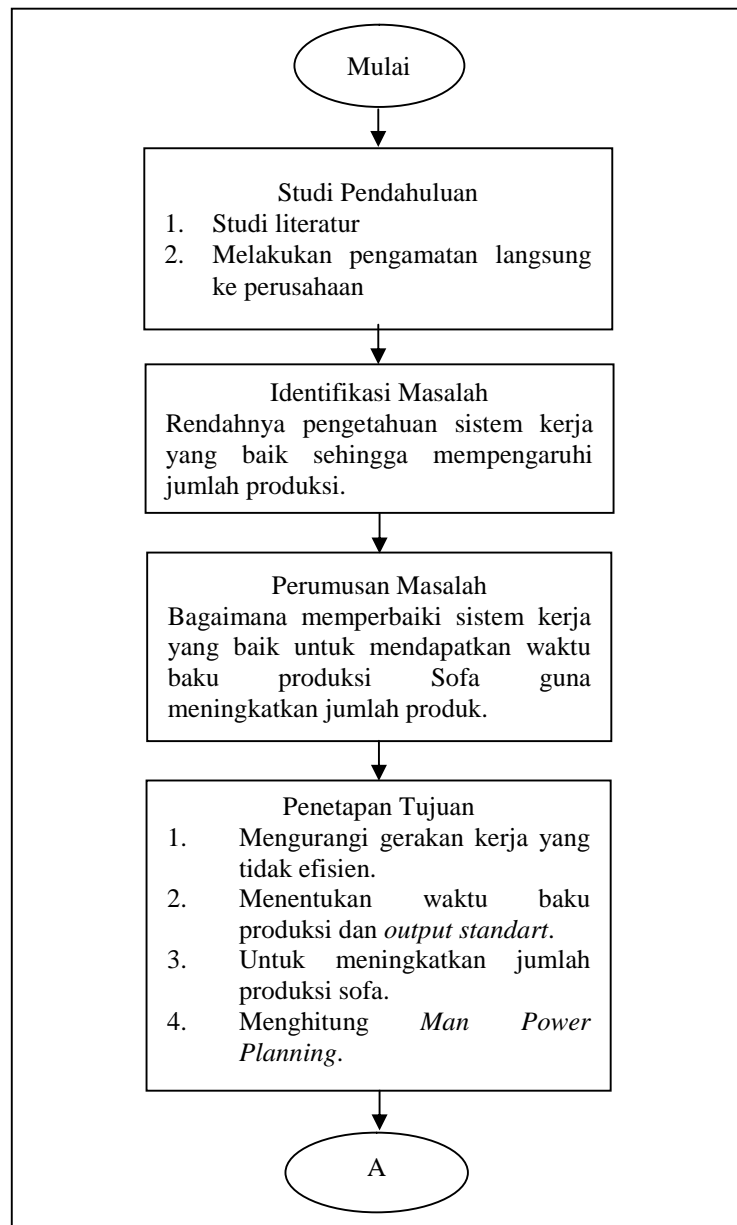 Mulai
Studi Pendahuluan
1. Studi literatur
2. Melakukan pengamatan langsung
ke perusahaan
Identifikasi Masalah
Rendahnya pengetahuan sistem kerja
yang baik sehingga mempengaruhi
jumlah produksi.
Perumusan Masalah
Bagaimana memperbaiki sistem kerja
yang baik untuk mendapatkan waktu
baku produksi Sofa guna
meningkatkan jumlah produk.
Penetapan Tujuan
1. Mengurangi gerakan kerja yang
tidak efisien.
2. Menentukan waktu baku
produksi dan output standart.
3. Untuk meningkatkan jumlah
produksi sofa.
4. Menghitung Man Power
Planning.
A